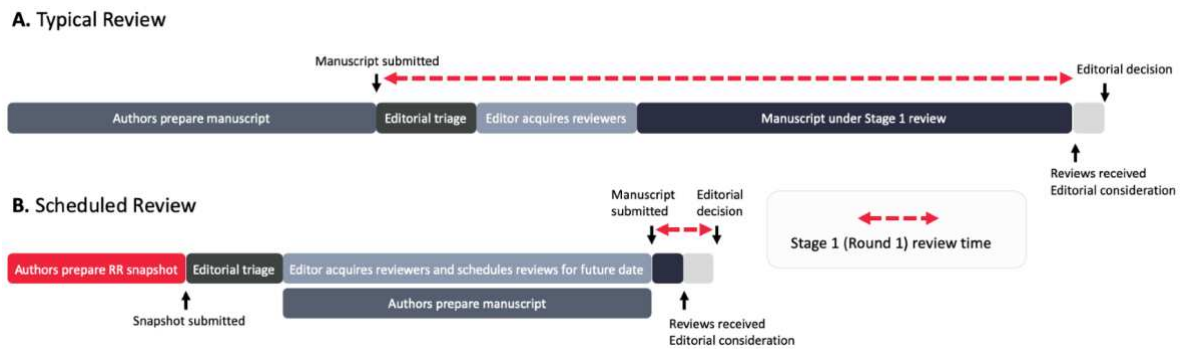 A. Typical Review
Manuscript submitted
Editorial decision
Authors prepare manuscript
Editorial triage
Editor acquires reviewers
Manuscript under Stage 1 review
Reviews received
Editorial consideration
B. Scheduled Review
Manuscript
submitted
Editorial
decision
Stage 1 (Round 1) review time
Authors prepare RR snapshot
Editorial triage
Editor acquires reviewers and schedules reviews for future date
Authors prepare manuscript
Snapshot submitted
Reviews received
Editorial consideration